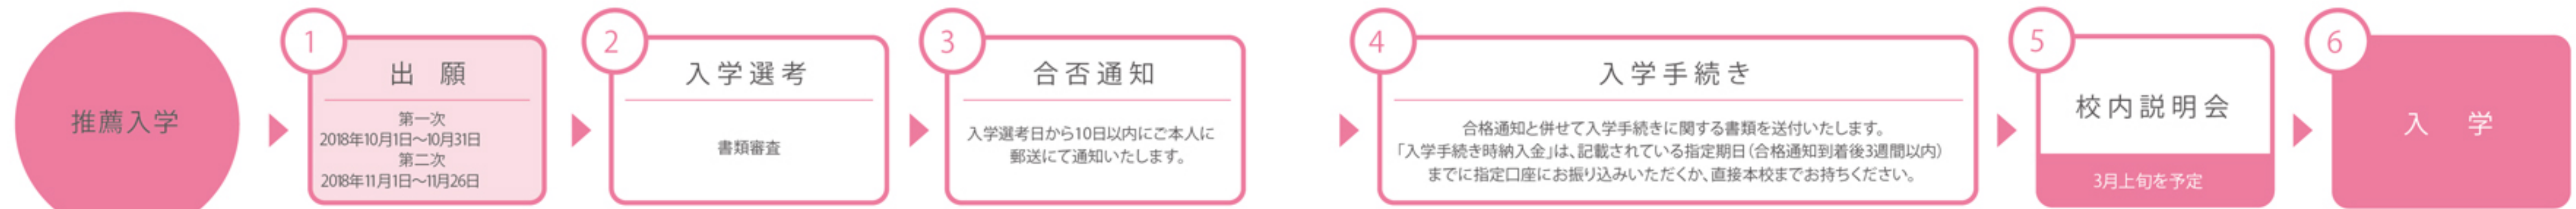 推薦入学
1
出 願
第一次
2018年10月1日〜10月31日
第二次
2018年11月1日〜11月26日
2
入学選考
書類審査
3
合否通知
入学選考日から10日以内にご本人に
郵送にて通知いたします。
4
入学手続き
合格通知と併せて入学手続きに関する書類を送付いたします。
「入学手続き時納入金」は、記載されている指定期日(合格通知到着後3週間以内)
までに指定口座にお振り込みいただくか、直接本校までお持ちください。
5
校内説明会
3月上旬を予定
6
入 学